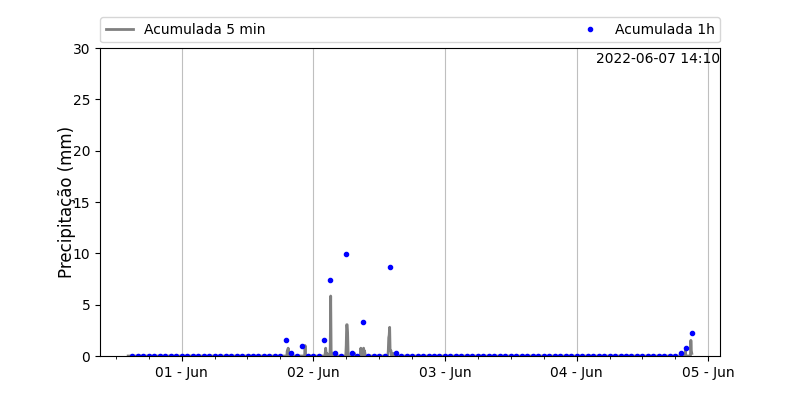 Acumulada 5 min
Acumulada 1h
2022-06-07 14:10
Precipitação (mm)
30
25
20
15
10
5
0
01 - Jun
02 - Jun
03 - Jun
04 - Jun
05 - Jun